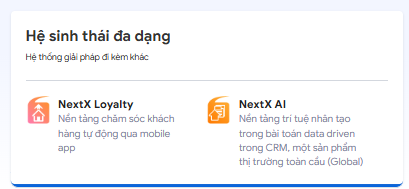 Hệ sinh thái đa dạng
Hệ thống giải pháp đi kèm khác
NextX Loyalty
Nền tảng chăm sóc khách
hàng tự động qua mobile
app
NextX AI
Nền tảng trí tuệ nhân tạo
trong bài toán data driven
trong CRM, một sản phẩm
thị trường toàn cầu (Global)